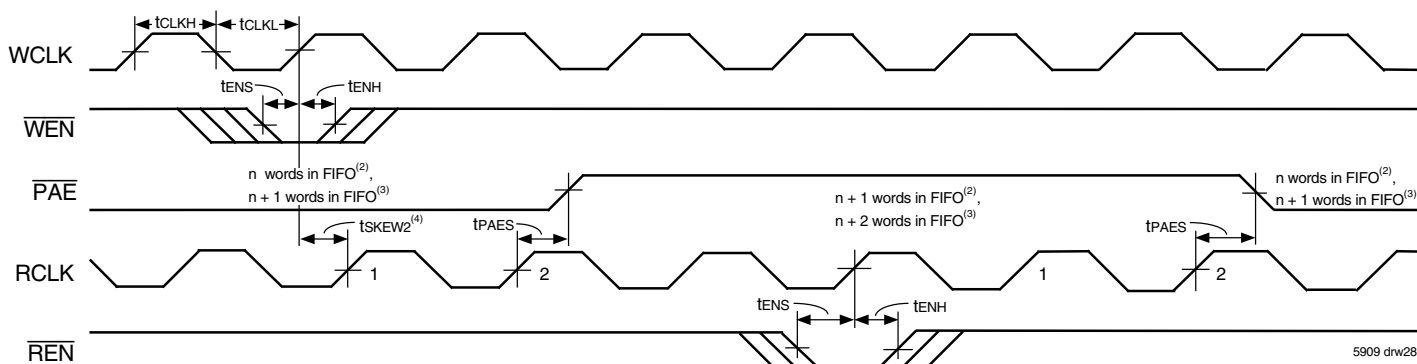 tCLKH tCLKL
WCLK
tENS tENH
WEN
n words in FIFO(2),
n + 1 words in FIFO(3)
PAE
n + 1 words in FIFO(2),
n + 2 words in FIFO(3)
n words in FIFO(2),
n + 1 words in FIFO(3)
tSKEW2(4) tPAES tPAES
RCLK 1 2 1 2
tENS tENH
REN
5909 drw28